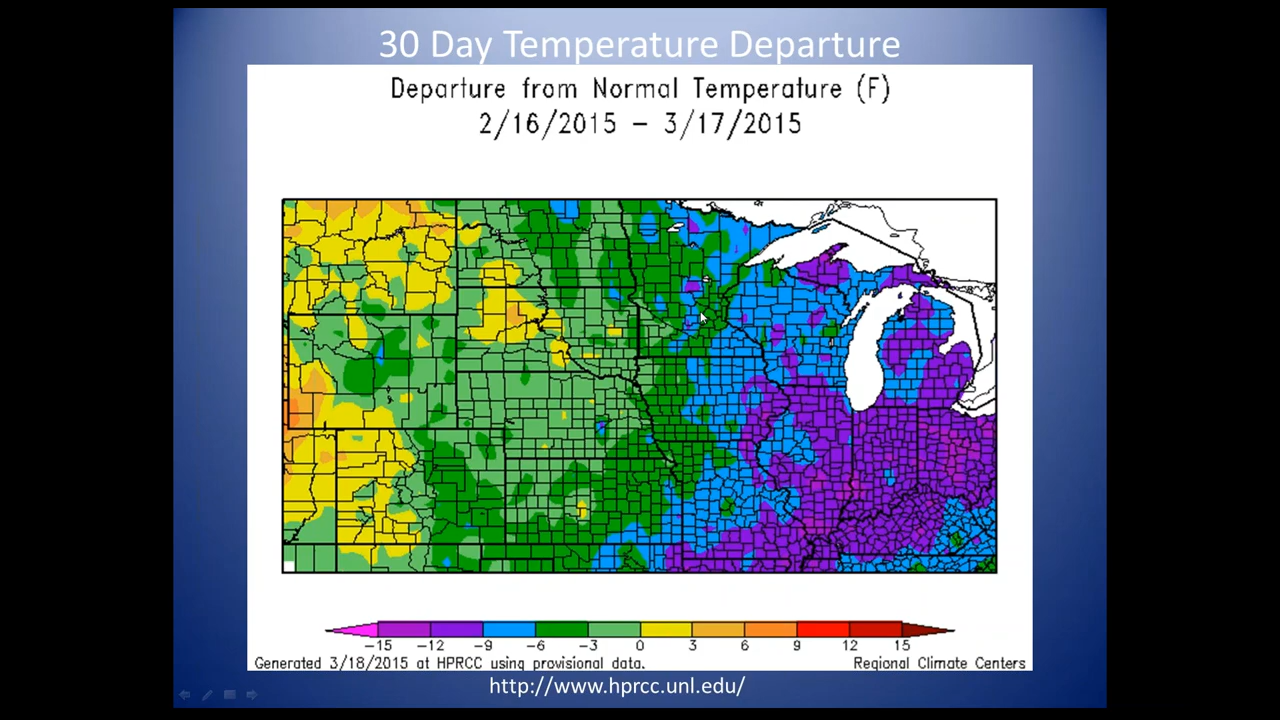 30 Day Temperature Departure
Departure from Normal Temperature (F)
2/16/2015 – 3/17/2015
-15 -12 -9 -6 -3 0 3 6 9 12 15
Generated 3/18/2015 at HPRCC using provisional data. Regional Climate Centers
http://www.hprcc.unl.edu/